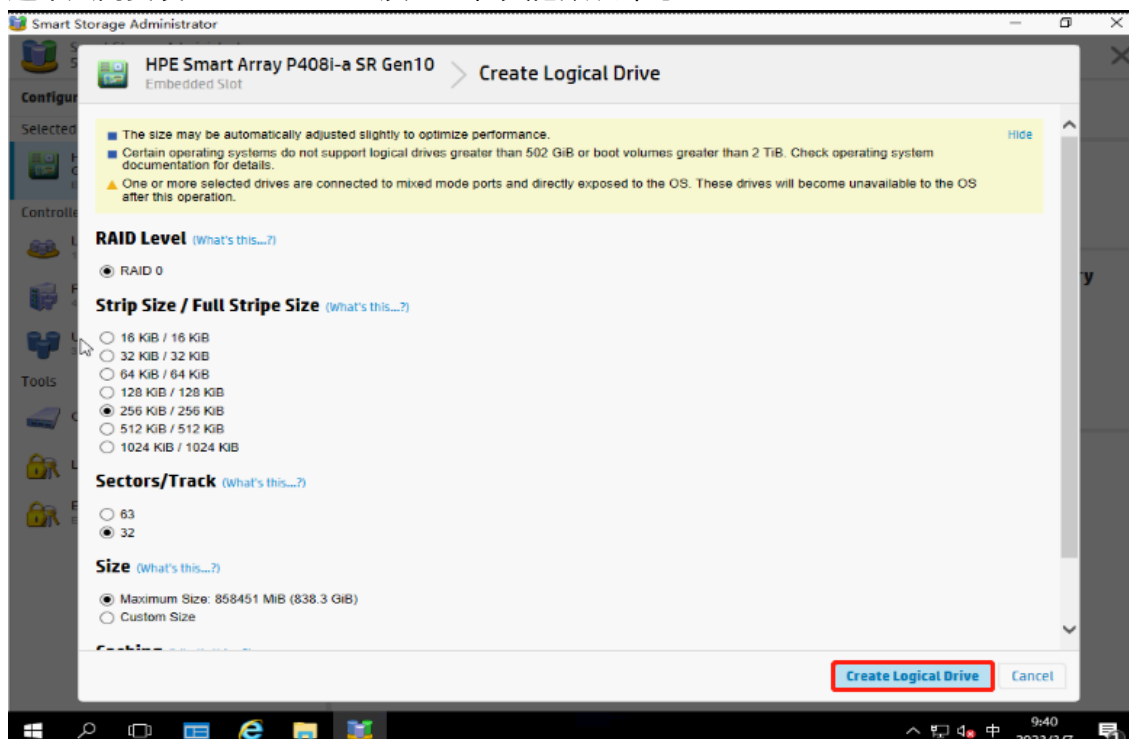 Smart Storage Administrator
HPE Smart Array P408i-a SR Gen10
Embedded Slot
Create Logical Drive
Configur
Selected
Controlle
Tools
The size may be automatically adjusted slightly to optimize performance.
Hide
Certain operating systems do not support logical drives greater than 502 GiB or boot volumes greater than 2 TiB. Check operating system
documentation for details.
One or more selected drives are connected to mixed mode ports and directly exposed to the OS. These drives will become unavailable to the OS
after this operation.
RAID Level (What's this...?)
RAID 0
Strip Size / Full Stripe Size (What's this...?)
16 KiB / 16 KiB
32 KiB / 32 KiB
64 KiB / 64 KiB
128 KiB / 128 KiB
256 KiB / 256 KiB
512 KiB / 512 KiB
1024 KiB / 1024 KiB
Sectors/Track (What's this...?)
63
32
Size (What's this...?)
Maximum Size: 858451 MiB (838.3 GiB)
Custom Size
Create Logical Drive
Cancel
中
9:40